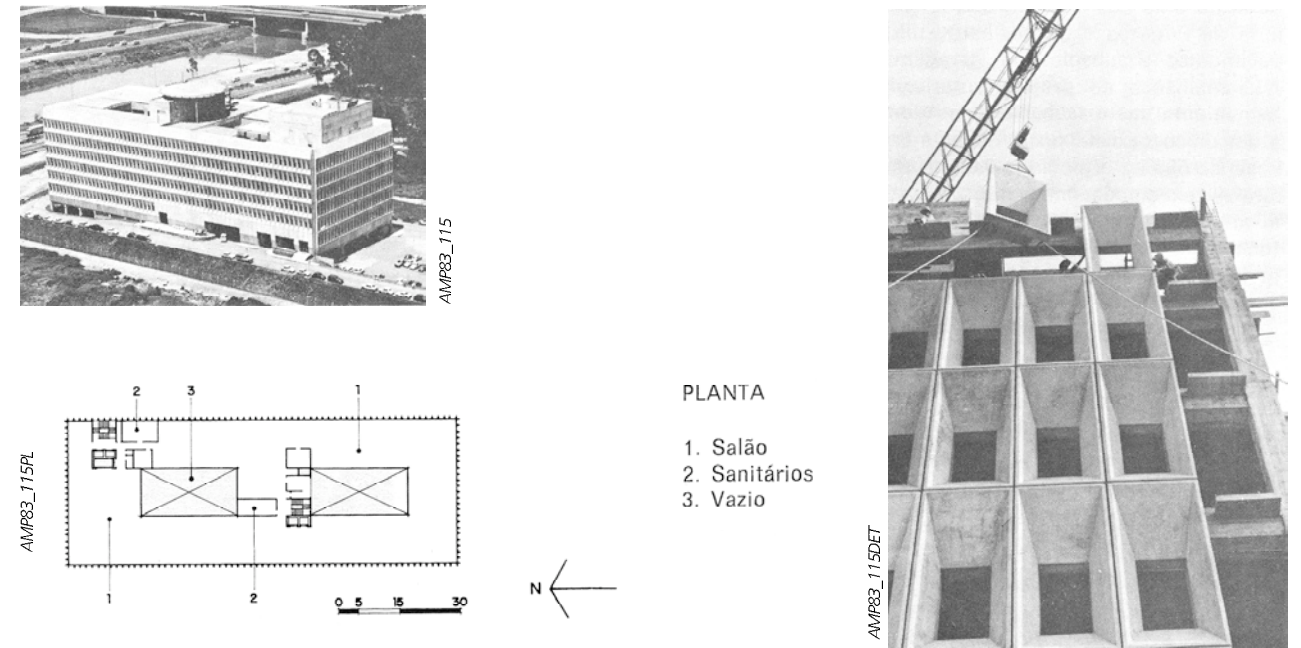 AMP83_115
2 3 1
AMP83_115PL
1 2
0 5 15 30
N
PLANTA
1. Salão
2. Sanitários
3. Vazio
AMP83_115DET